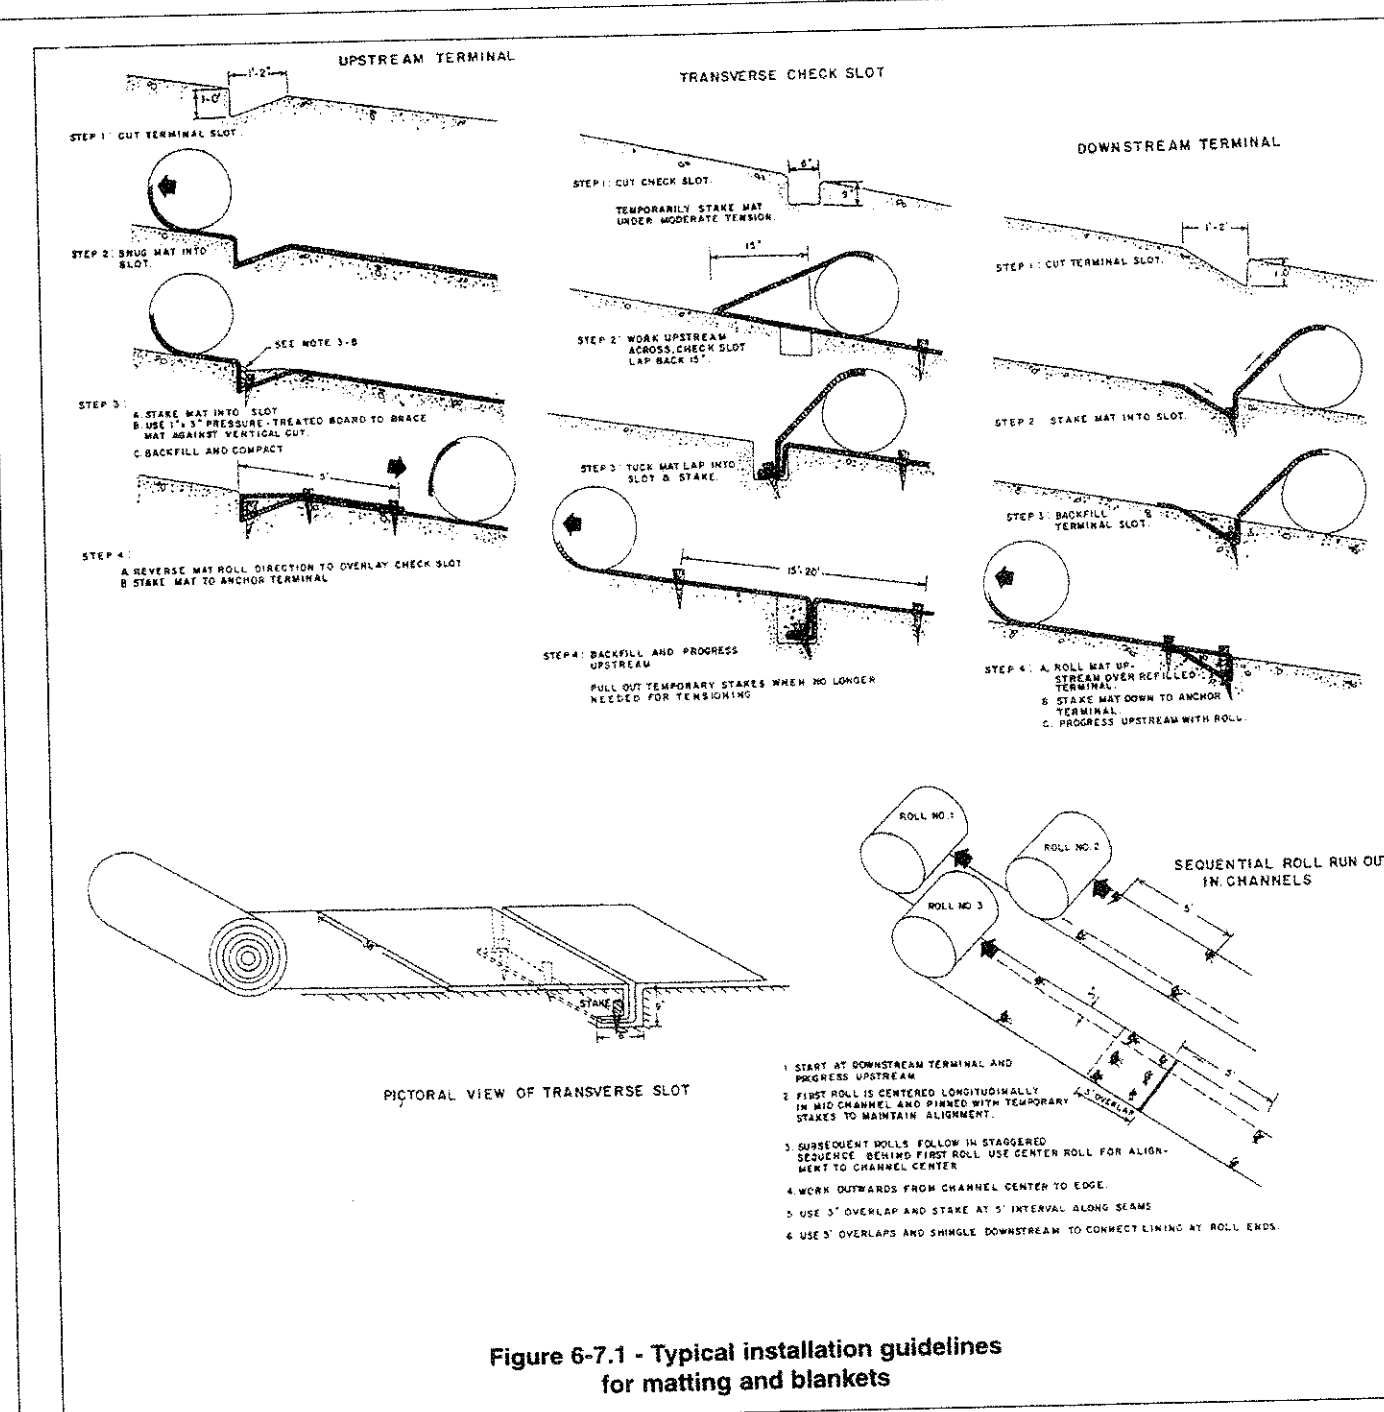 UPSTREAM TERMINAL
1'-2"
1'-0"
STEP 1: CUT TERMINAL SLOT.
STEP 2: SNUG MAT INTO
SLOT.
SEE NOTE 3-B
STEP 3:
A. STAKE MAT INTO SLOT
B. USE 1"x 3" PRESSURE-TREATED BOARD TO BRACE
MAT AGAINST VERTICAL CUT.
C. BACKFILL AND COMPACT
5'
STEP 4:
A REVERSE MAT ROLL DIRECTION TO OVERLAY CHECK SLOT
B STAKE MAT TO ANCHOR TERMINAL
TRANSVERSE CHECK SLOT
6"
9"
STEP 1: CUT CHECK SLOT.
TEMPORARILY STAKE MAT
UNDER MODERATE TENSION.
15"
STEP 2: WORK UPSTREAM
ACROSS, CHECK SLOT
LAP BACK 15".
STEP 3: TUCK MAT LAP INTO
SLOT & STAKE.
15'-20'
STEP 4: BACKFILL AND PROGRESS
UPSTREAM
PULL OUT TEMPORARY STAKES WHEN NO LONGER
NEEDED FOR TENSIONING
DOWNSTREAM TERMINAL
1'-2'
STEP 1: CUT TERMINAL SLOT.
STEP 2 STAKE MAT INTO SLOT.
STEP 3: BACKFILL
TERMINAL SLOT.
STEP 4: A. ROLL MAT UP-
STREAM OVER REFILLED
TERMINAL.
B STAKE MAT DOWN TO ANCHOR
TERMINAL.
C. PROGRESS UPSTREAM WITH ROLL.
STAKE
PICTORAL VIEW OF TRANSVERSE SLOT
ROLL NO. 1
ROLL NO. 2
ROLL NO 3
SEQUENTIAL ROLL RUN OUT
IN CHANNELS
5'
5'
3' OVERLAP
1 START AT DOWNSTREAM TERMINAL AND
PROGRESS UPSTREAM
2 FIRST ROLL IS CENTERED LONGITUDINALLY
IN MID CHANNEL AND PINNED WITH TEMPORARY
STAKES TO MAINTAIN ALIGNMENT.
3. SUBSEQUENT ROLLS FOLLOW IN STAGGERED
SEQUENCE BEHIND FIRST ROLL USE CENTER ROLL FOR ALIGN-
MENT TO CHANNEL CENTER
4. WORK OUTWARDS FROM CHANNEL CENTER TO EDGE.
5 USE 3" OVERLAP AND STAKE AT 5' INTERVAL ALONG SEAMS
6 USE 3' OVERLAPS AND SHINGLE DOWNSTREAM TO CONNECT LINING AT ROLL ENDS.
Figure 6-7.1 - Typical installation guidelines
for matting and blankets